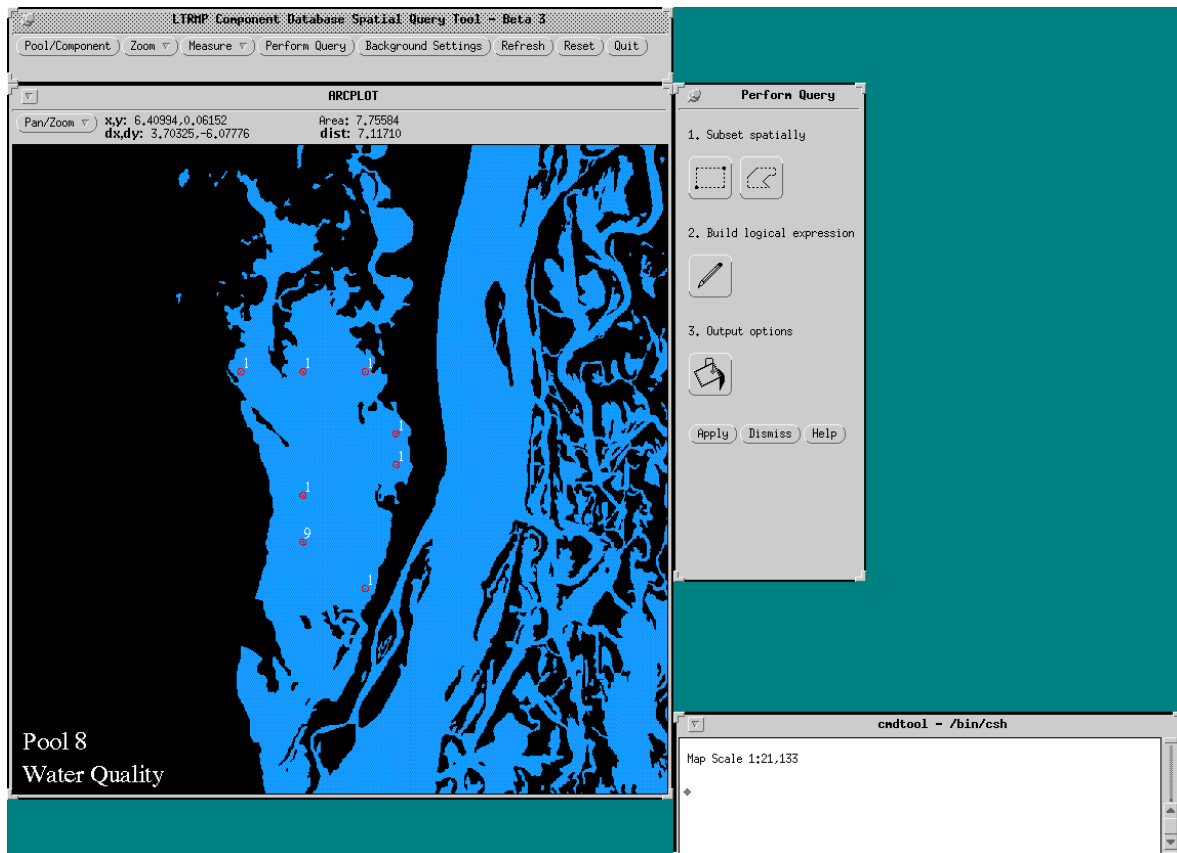 LTRMP Component Database Spatial Query Tool - Beta 3
Pool/Component Zoom Measure Perform Query Background Settings Refresh Reset Quit
ARCPLOT
Pan/Zoom x,y: 6.40994,0.06152 Area: 7.75584
dx,dy: 3.70325,-6.07776 dist: 7.11710
Perform Query
1. Subset spatially
2. Build logical expression
3. Output options
Apply Dismiss Help
1 1 1
1
1
1
9
1
Pool 8
Water Quality
cmdtool - /bin/csh
Map Scale 1:21,133